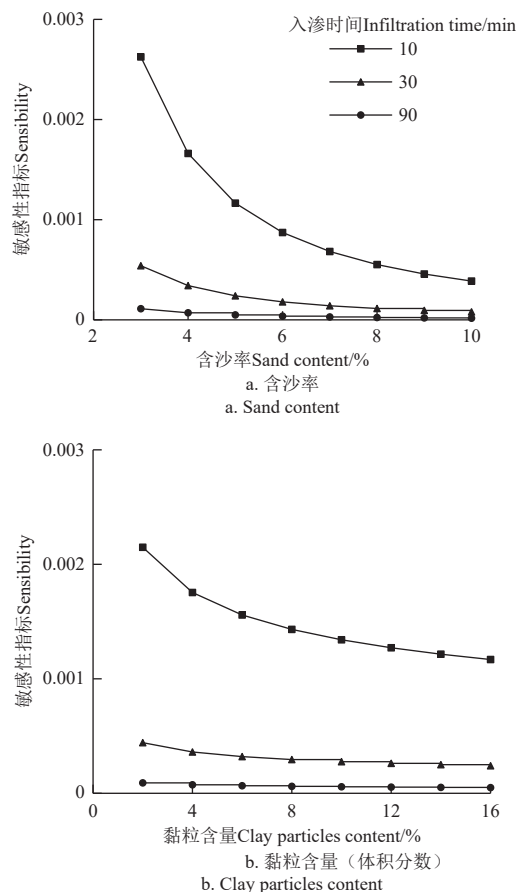 入渗时间Infiltration time/min
10
30
90
0.003
0.002
0.001
0
敏感性指标Sensibility
2 4 6 8 10
含沙率Sand content/%
a. 含沙率
a. Sand content
0.003
0.002
0.001
0
敏感性指标Sensibility
0 4 8 12 16
黏粒含量Clay particles content/%
b. 黏粒含量（体积分数）
b. Clay particles content